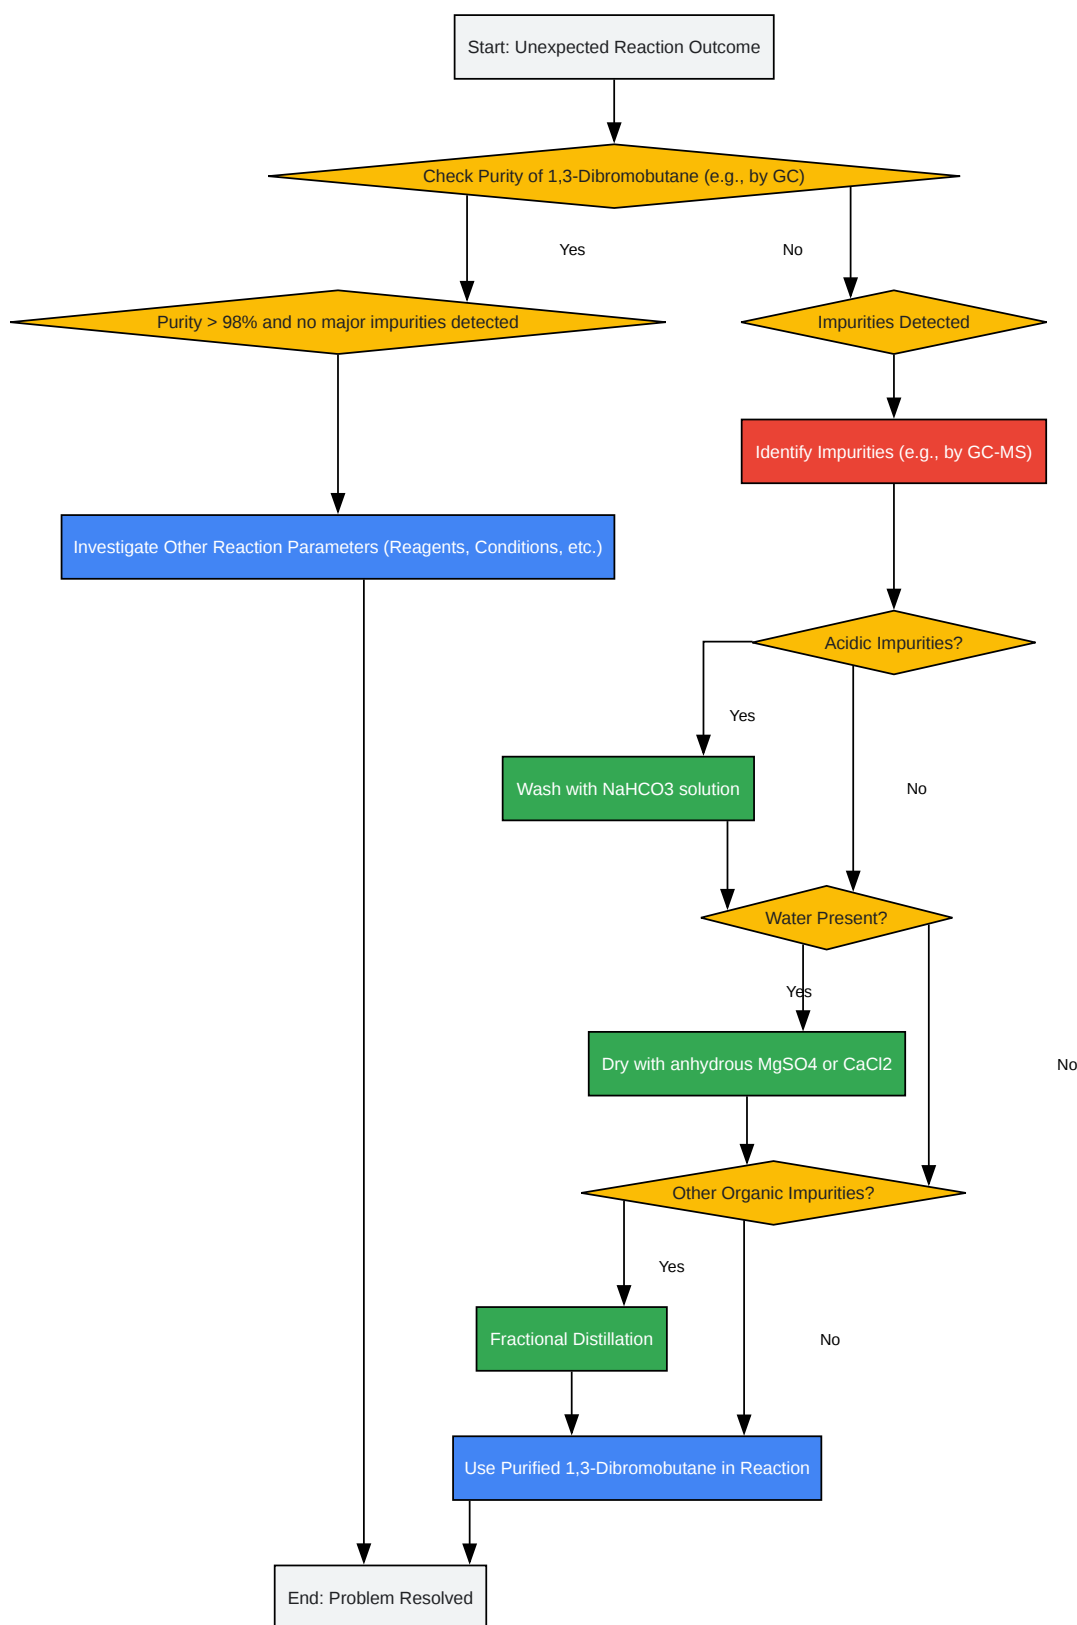 Start: Unexpected Reaction Outcome
Check Purity of 1,3-Dibromobutane (e.g., by GC)
Yes
No
Purity > 98% and no major impurities detected
Impurities Detected
Identify Impurities (e.g., by GC-MS)
Investigate Other Reaction Parameters (Reagents, Conditions, etc.)
Acidic Impurities?
Yes
Wash with NaHCO3 solution
No
Water Present?
Yes
Dry with anhydrous MgSO4 or CaCl2
No
Other Organic Impurities?
Yes
Fractional Distillation
No
Use Purified 1,3-Dibromobutane in Reaction
End: Problem Resolved